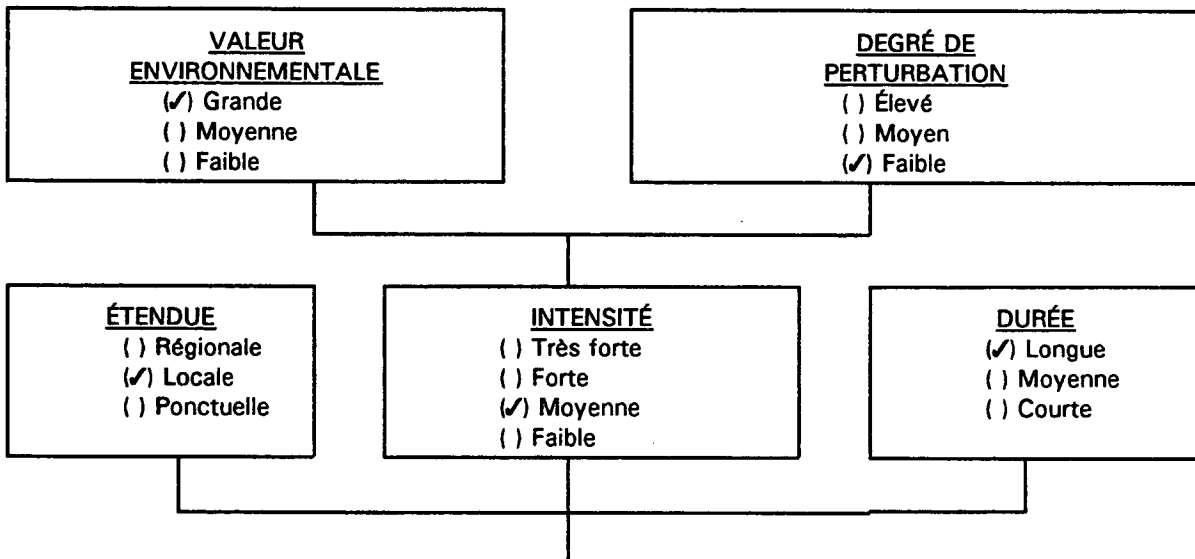 VALEUR
ENVIRONNEMENTALE
(✓) Grande
( ) Moyenne
( ) Faible
DEGRÉ DE
PERTURBATION
( ) Élevé
( ) Moyen
(✓) Faible
ÉTENDUE
( ) Régionale
(✓) Locale
( ) Ponctuelle
INTENSITÉ
( ) Très forte
( ) Forte
(✓) Moyenne
( ) Faible
DURÉE
(✓) Longue
( ) Moyenne
( ) Courte